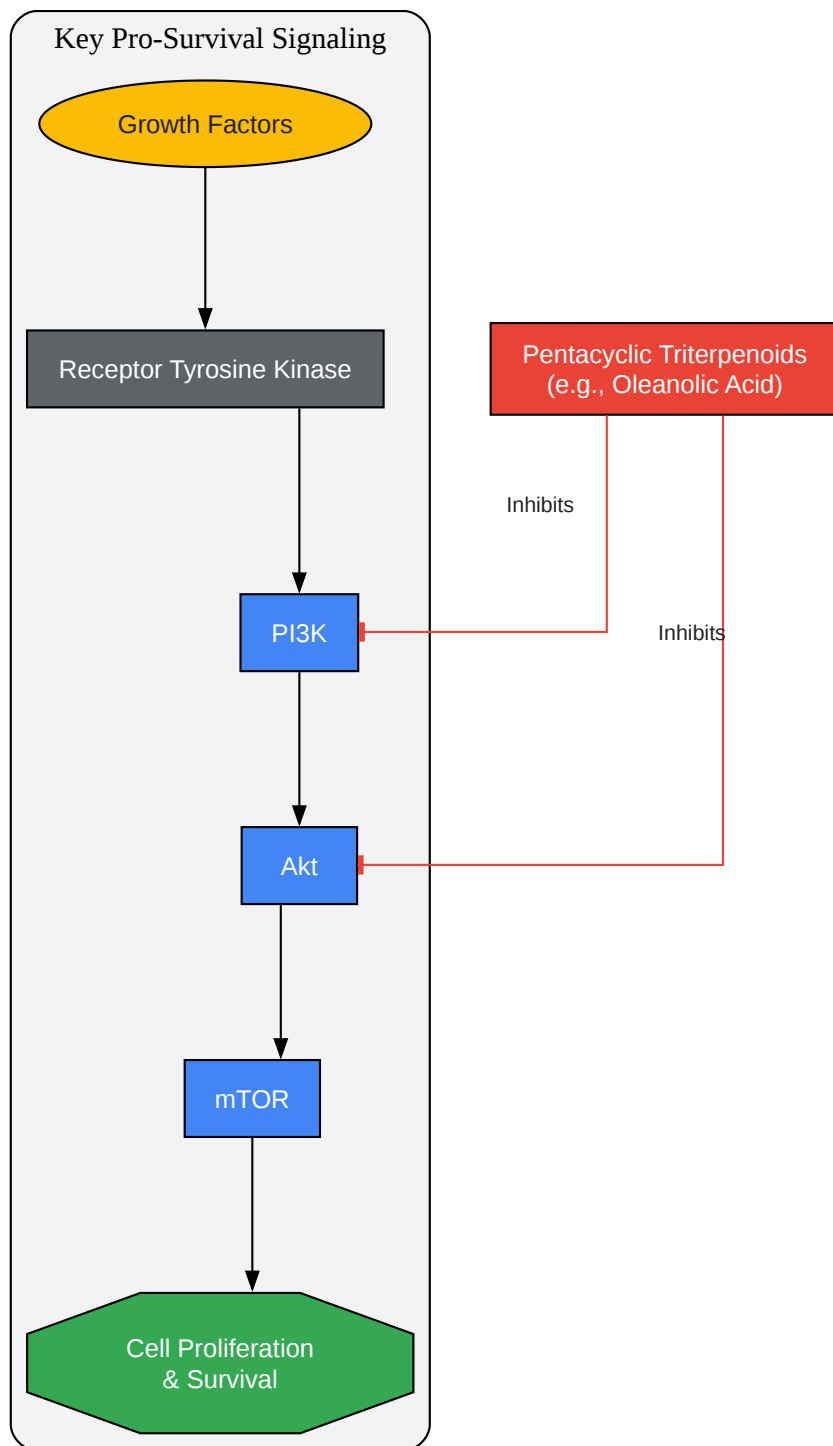 Key Pro-Survival Signaling
Growth Factors
Receptor Tyrosine Kinase
Pentacyclic Triterpenoids
(e.g., Oleanolic Acid)
Inhibits
PI3K
Inhibits
Akt
mTOR
Cell Proliferation
& Survival